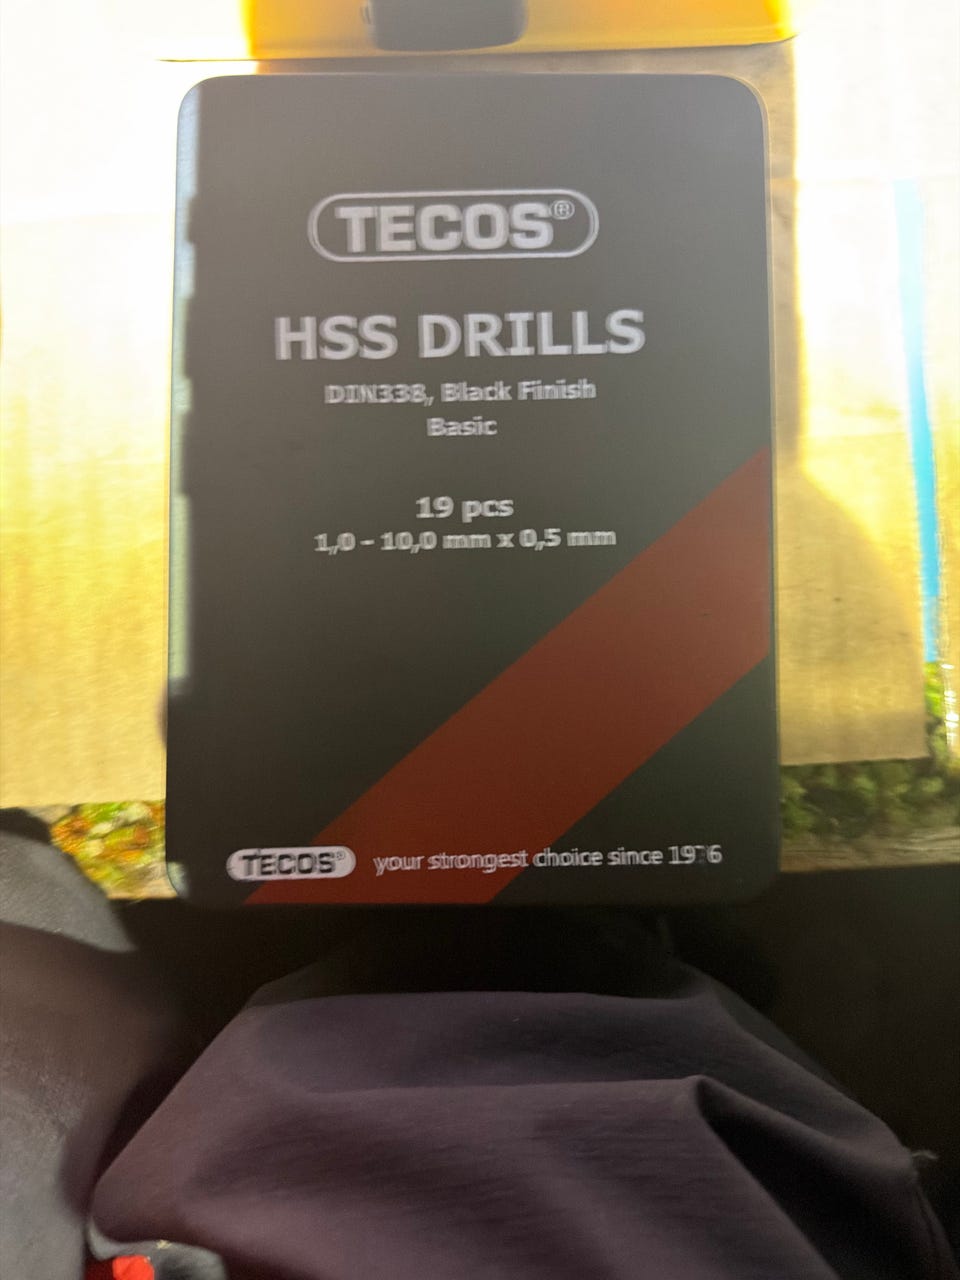 TECOS®
HSS DRILLS
DIN338, Black Finish
Basic
19 pcs
1,0 - 10,0 mm x 0,5 mm
TECOS® your strongest choice since 1976